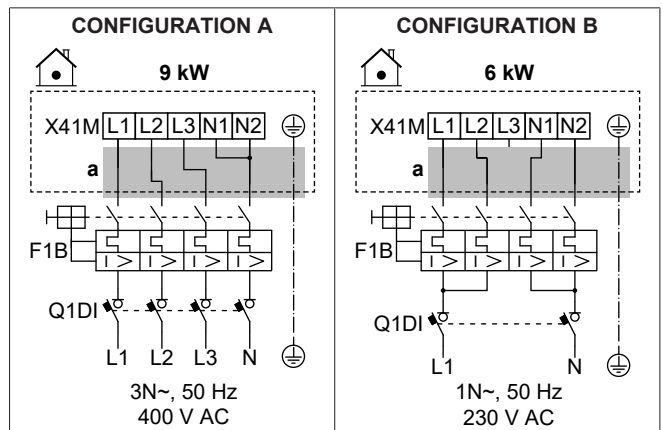 CONFIGURATION A
9 kW
X41M L1 L2 L3 N1 N2
a
F1B
I > I > I > I >
Q1DI
L1 L2 L3 N
3N~, 50 Hz
400 V AC
CONFIGURATION B
6 kW
X41M L1 L2 L3 N1 N2
a
F1B
I > I > I > I >
Q1DI
L1 N
1N~, 50 Hz
230 V AC